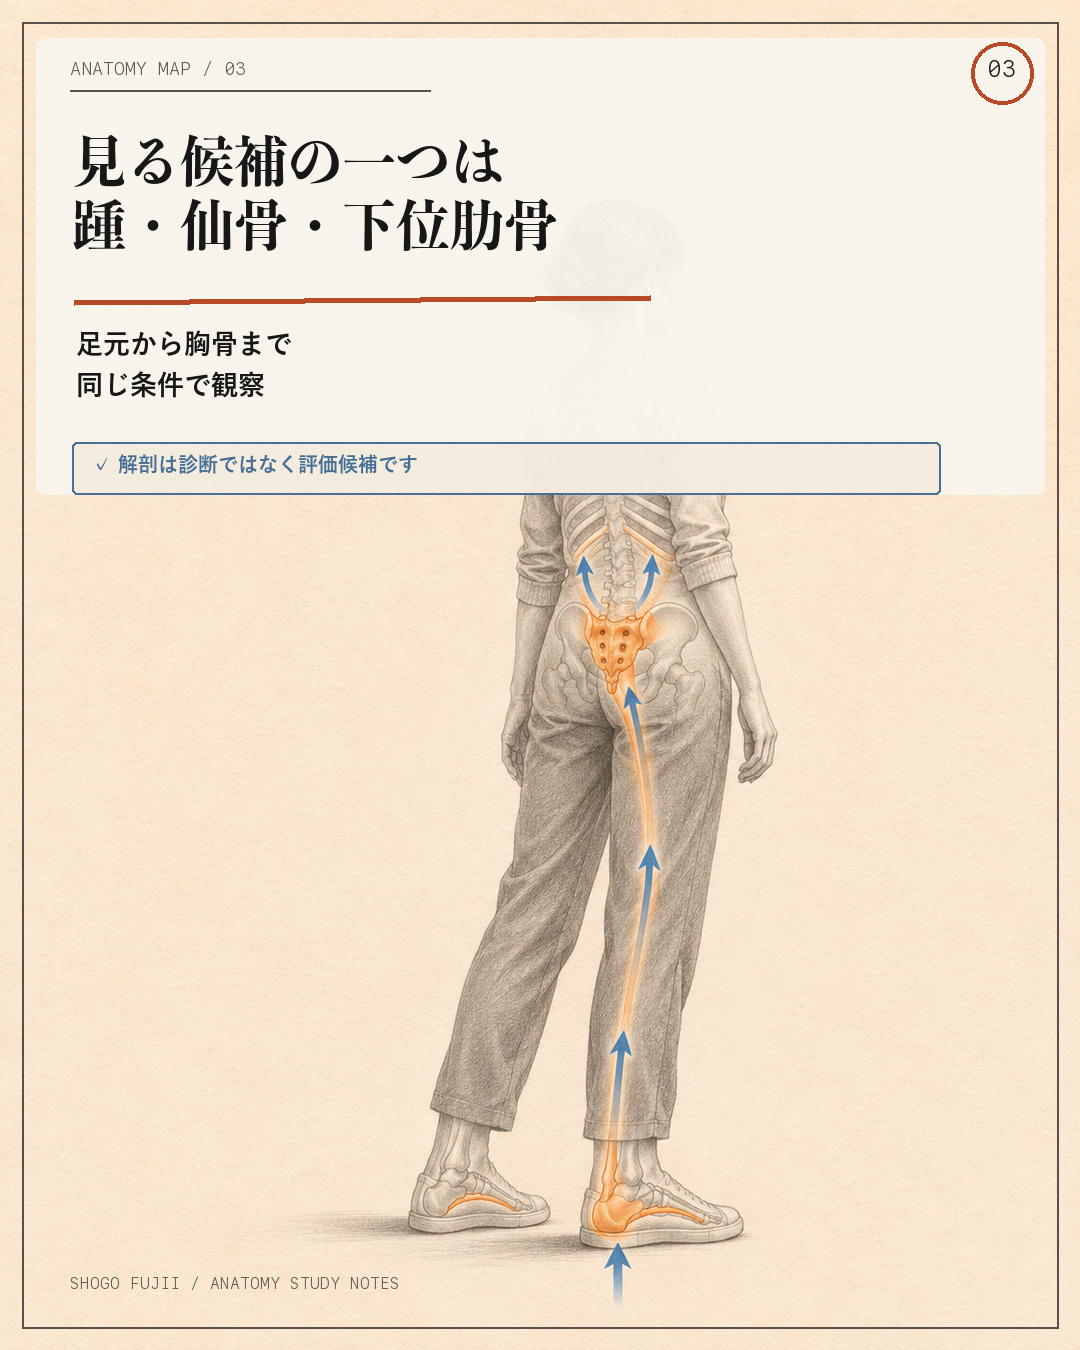 ANATOMY MAP / 03
03
見る候補の一つは
踵・仙骨・下位肋骨
足元から胸骨まで
同じ条件で観察
✓ 解剖は診断ではなく評価候補です
SHOGO FUJII / ANATOMY STUDY NOTES